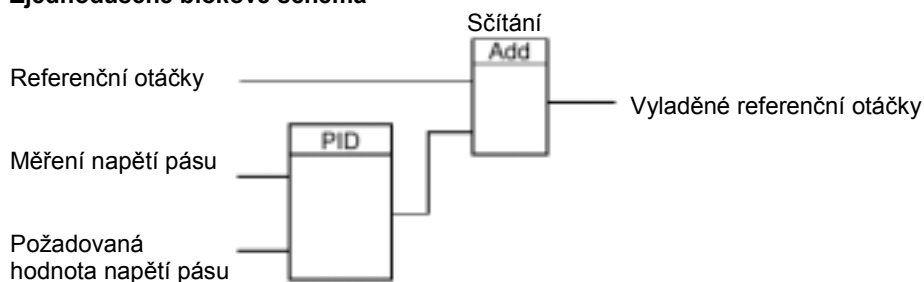 Zjednodušené blokové schéma
Sčítání
Add
Referenční otáčky
Vyladěné referenční otáčky
PID
Měření napětí pásu
Požadovaná
hodnota napětí pásu